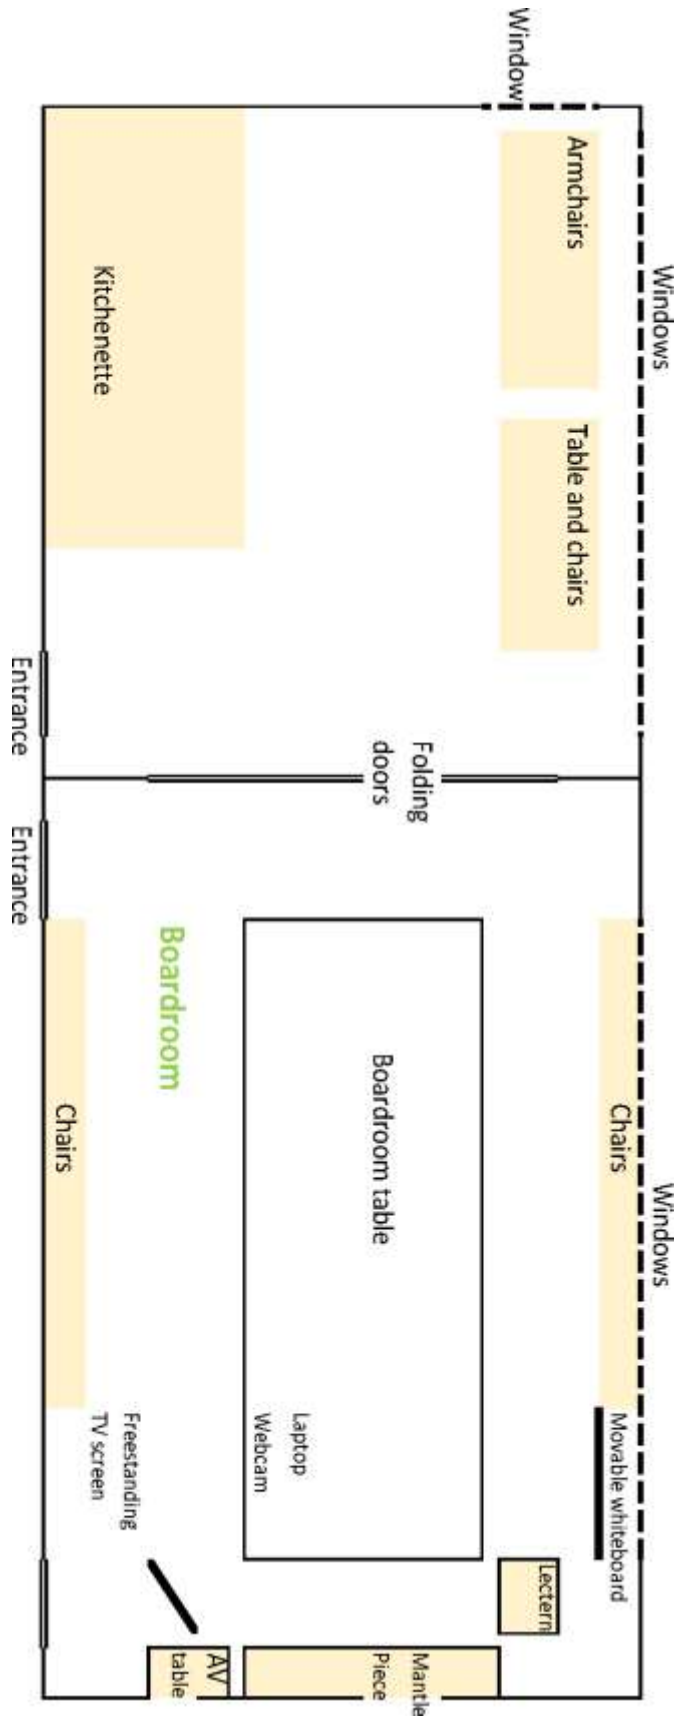 Window
Armchairs
Windows
Kitchenette
Table and chairs
Entrance
Folding
doors
Entrance
Boardroom
Boardroom table
Chairs
Chairs
Windows
Laptop
Webcam
Freestanding
TV screen
Movable whiteboard
Lectern
AV
table
Mantle
Piece